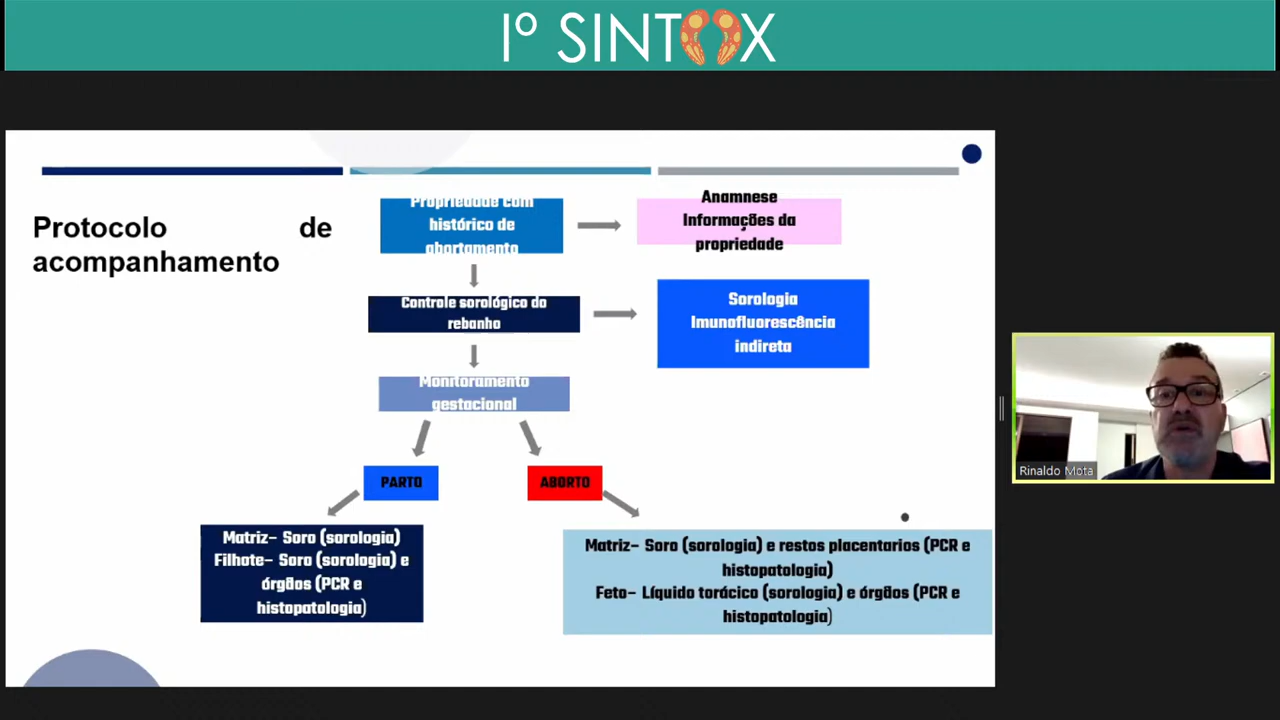 Iº SINTOX
Protocolo de
acompanhamento
Propriedade com
histórico de
abortamento
Anamnese
Informações da
propriedade
Controle sorológico do
rebanho
Sorologia
Imunofluorescência
indireta
Monitoramento
gestacional
PARTO
ABORTO
Matriz– Soro (sorologia)
Filhote– Soro (sorologia) e
órgãos (PCR e
histopatologia)
Matriz– Soro (sorologia) e restos placentarios (PCR e
histopatologia)
Feto– Líquido torácico (sorologia) e órgãos (PCR e
histopatologia)
Rinaldo Mota